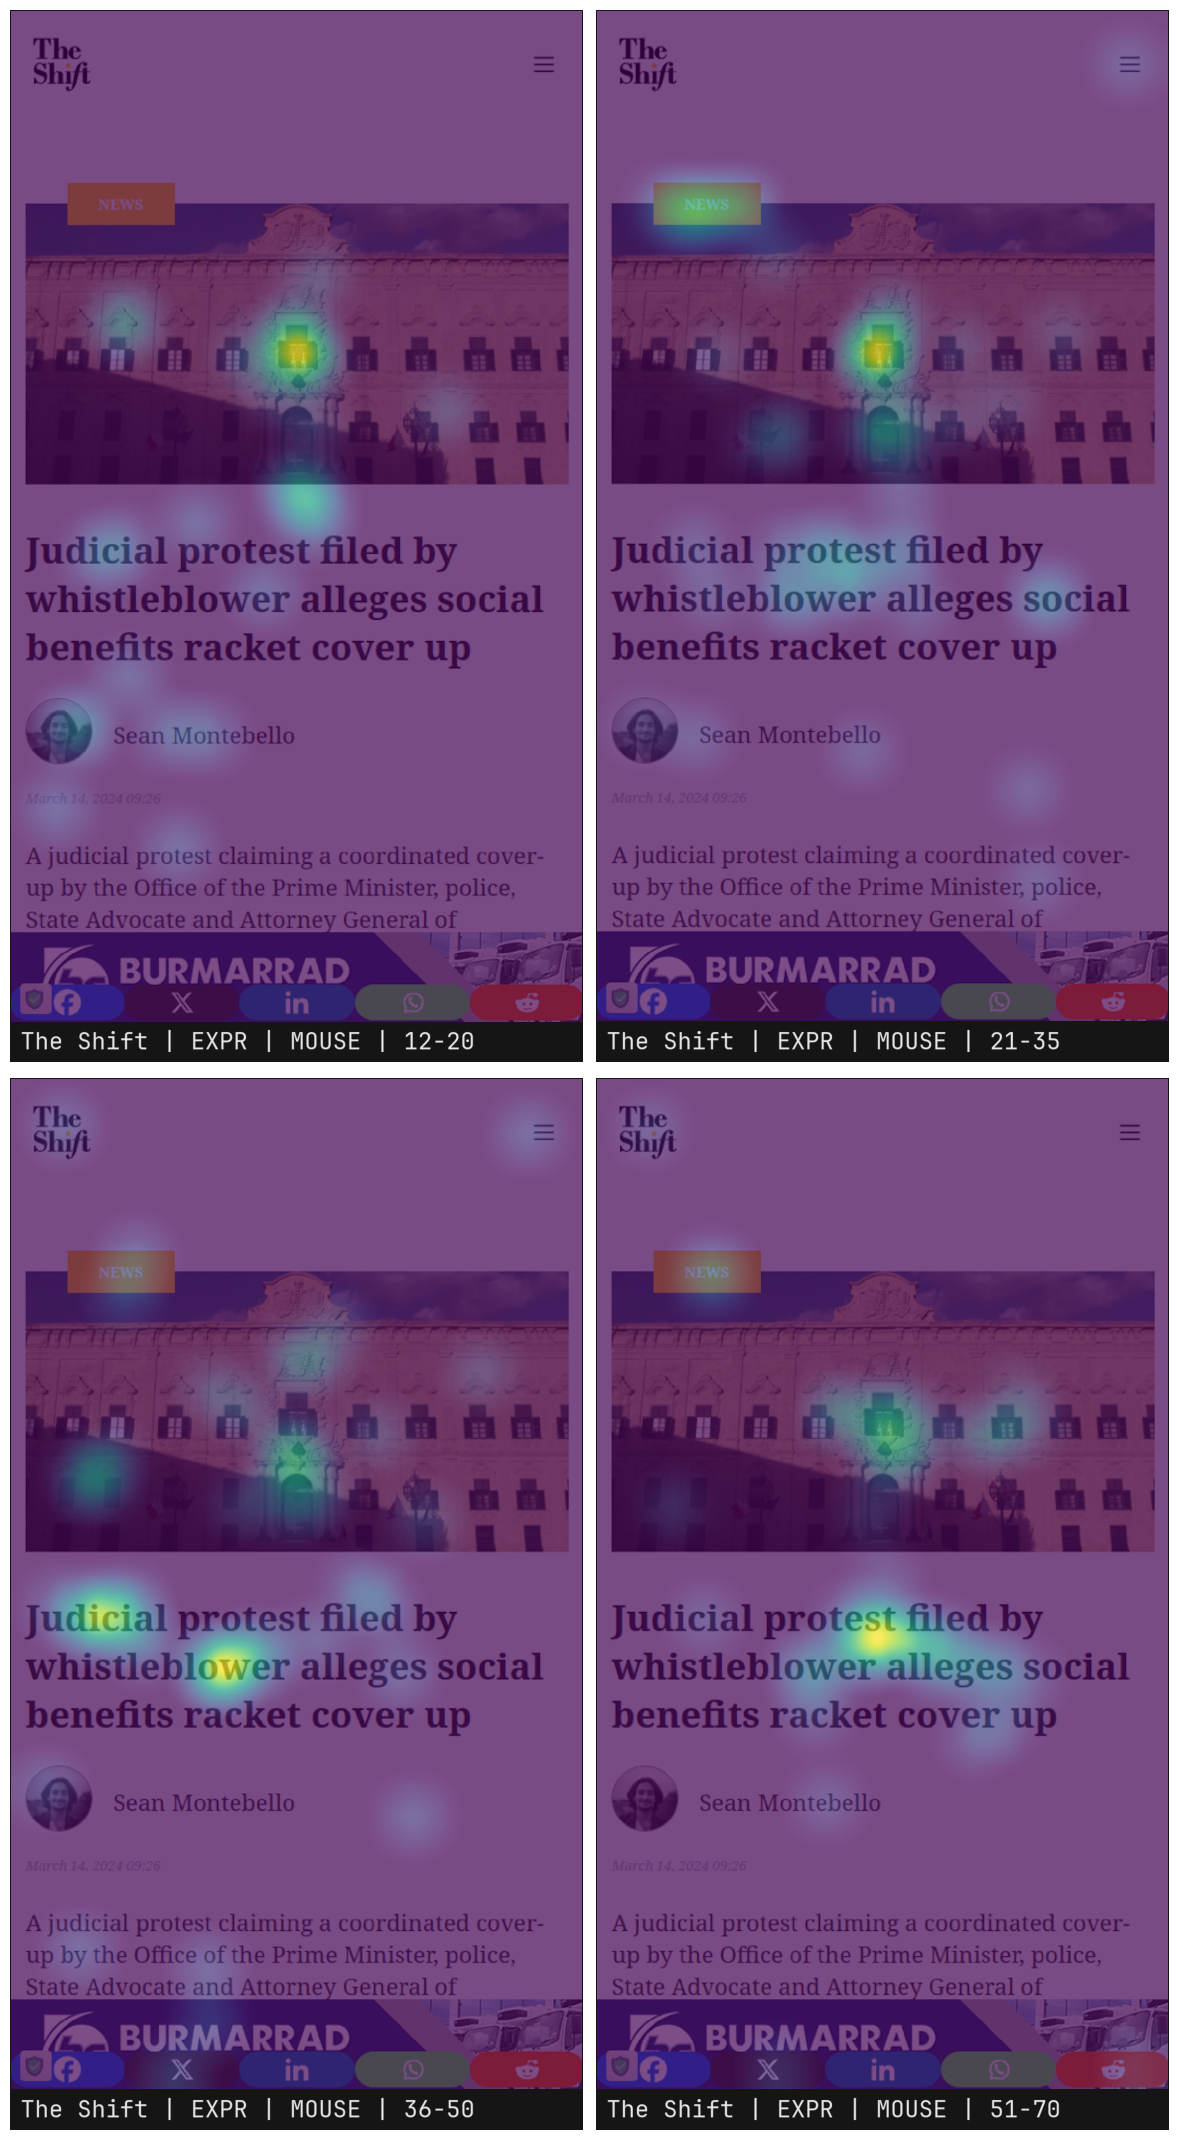 The
Shift
NEWS
Judicial protest filed by
whistleblower alleges social
benefits racket cover up
Sean Montebello
March 14, 2024 09:26
A judicial protest claiming a coordinated cover-
up by the Office of the Prime Minister, police,
State Advocate and Attorney General of
BURMARRAD
The Shift | EXPR | MOUSE | 12-20
The
Shift
NEWS
Judicial protest filed by
whistleblower alleges social
benefits racket cover up
Sean Montebello
March 14, 2024 09:26
A judicial protest claiming a coordinated cover-
up by the Office of the Prime Minister, police,
State Advocate and Attorney General of
BURMARRAD
The Shift | EXPR | MOUSE | 21-35
The
Shift
NEWS
Judicial protest filed by
whistleblower alleges social
benefits racket cover up
Sean Montebello
March 14, 2024 09:26
A judicial protest claiming a coordinated cover-
up by the Office of the Prime Minister, police,
State Advocate and Attorney General of
BURMARRAD
The Shift | EXPR | MOUSE | 36-50
The
Shift
NEWS
Judicial protest filed by
whistleblower alleges social
benefits racket cover up
Sean Montebello
March 14, 2024 09:26
A judicial protest claiming a coordinated cover-
up by the Office of the Prime Minister, police,
State Advocate and Attorney General of
BURMARRAD
The Shift | EXPR | MOUSE | 51-70